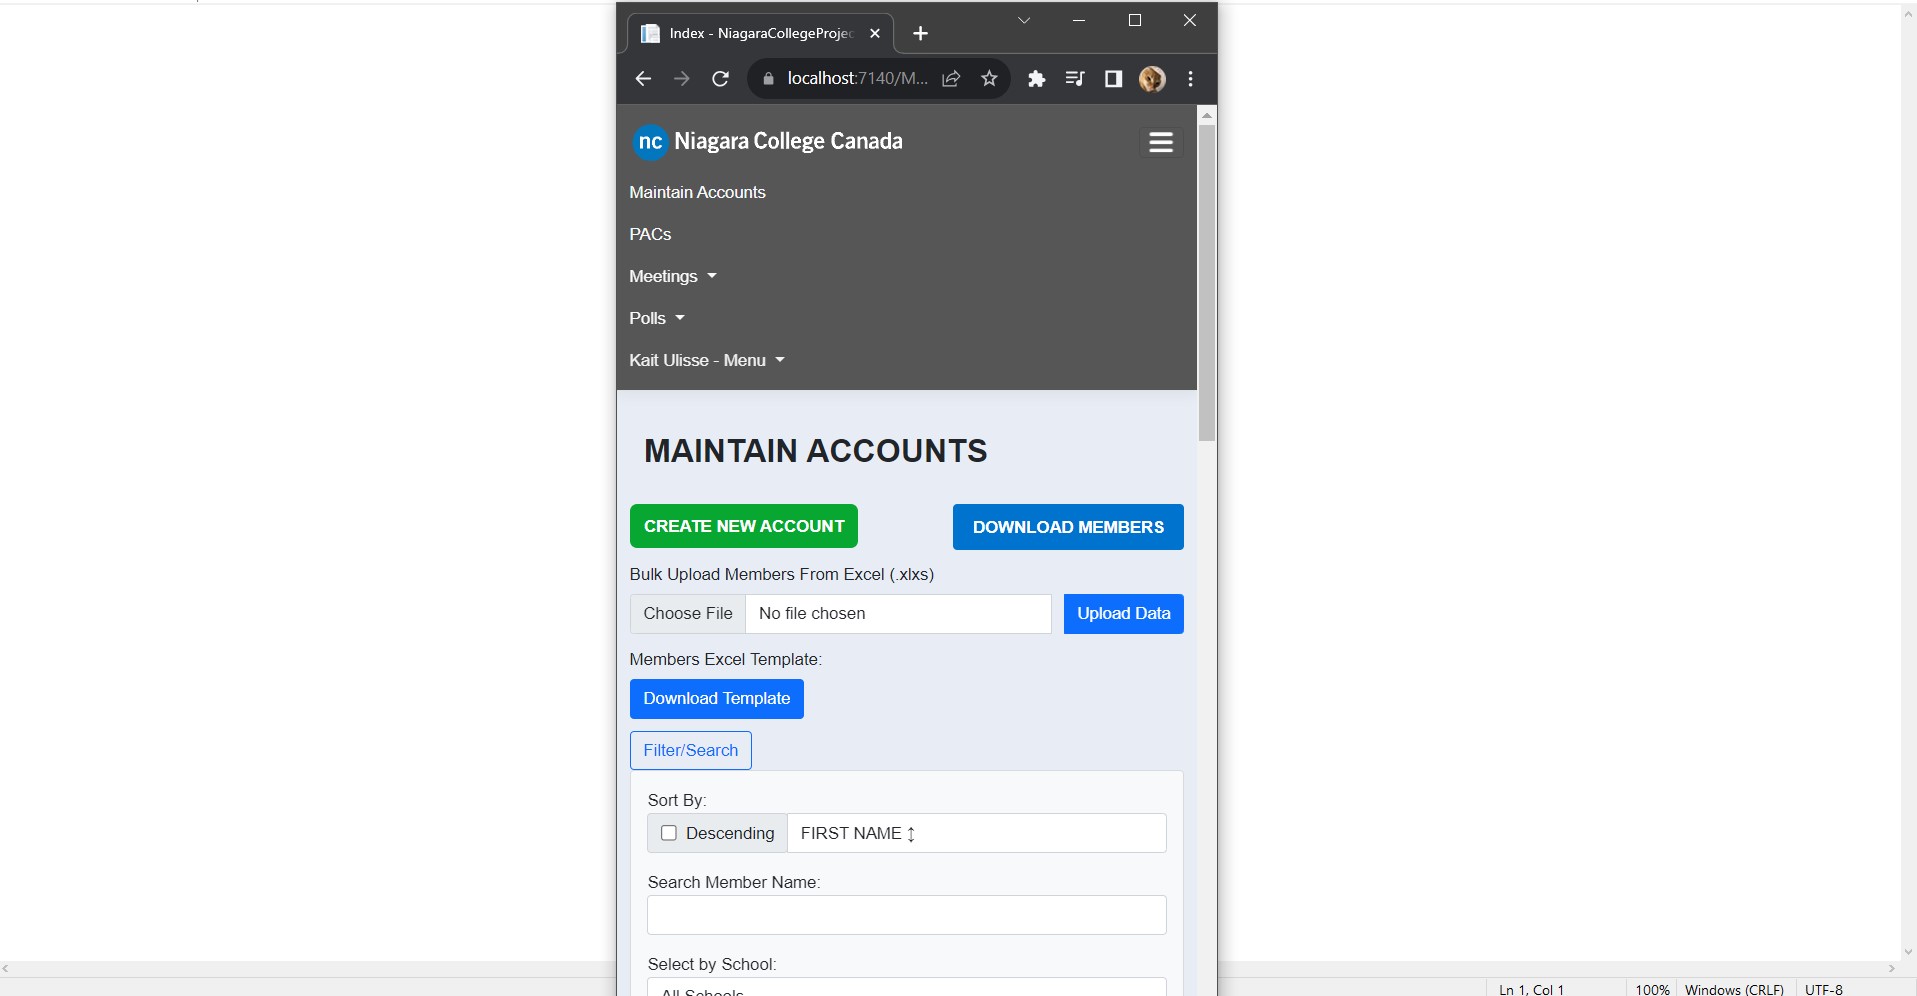 Index - NiagaraCollegeProjec
localhost:7140/M...
nc Niagara College Canada
Maintain Accounts
PACs
Meetings
Polls
Kait Ulisse - Menu
MAINTAIN ACCOUNTS
CREATE NEW ACCOUNT DOWNLOAD MEMBERS
Bulk Upload Members From Excel (.xlxs)
Choose File No file chosen Upload Data
Members Excel Template:
Download Template
Filter/Search
Sort By:
Descending FIRST NAME ↕
Search Member Name:
Select by School:
All Schools
Ln 1, Col 1 100% Windows (CRLF) UTF-8